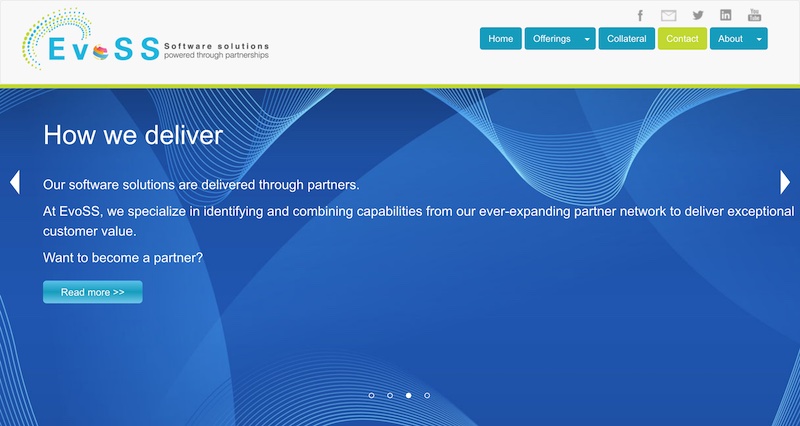 EvoSS
Software solutions
powered through partnerships
You
Tube
Home
Offerings
Collateral
Contact
About
How we deliver
Our software solutions are delivered through partners.
At EvoSS, we specialize in identifying and combining capabilities from our ever-expanding partner network to deliver exceptional
customer value.
Want to become a partner?
Read more >>